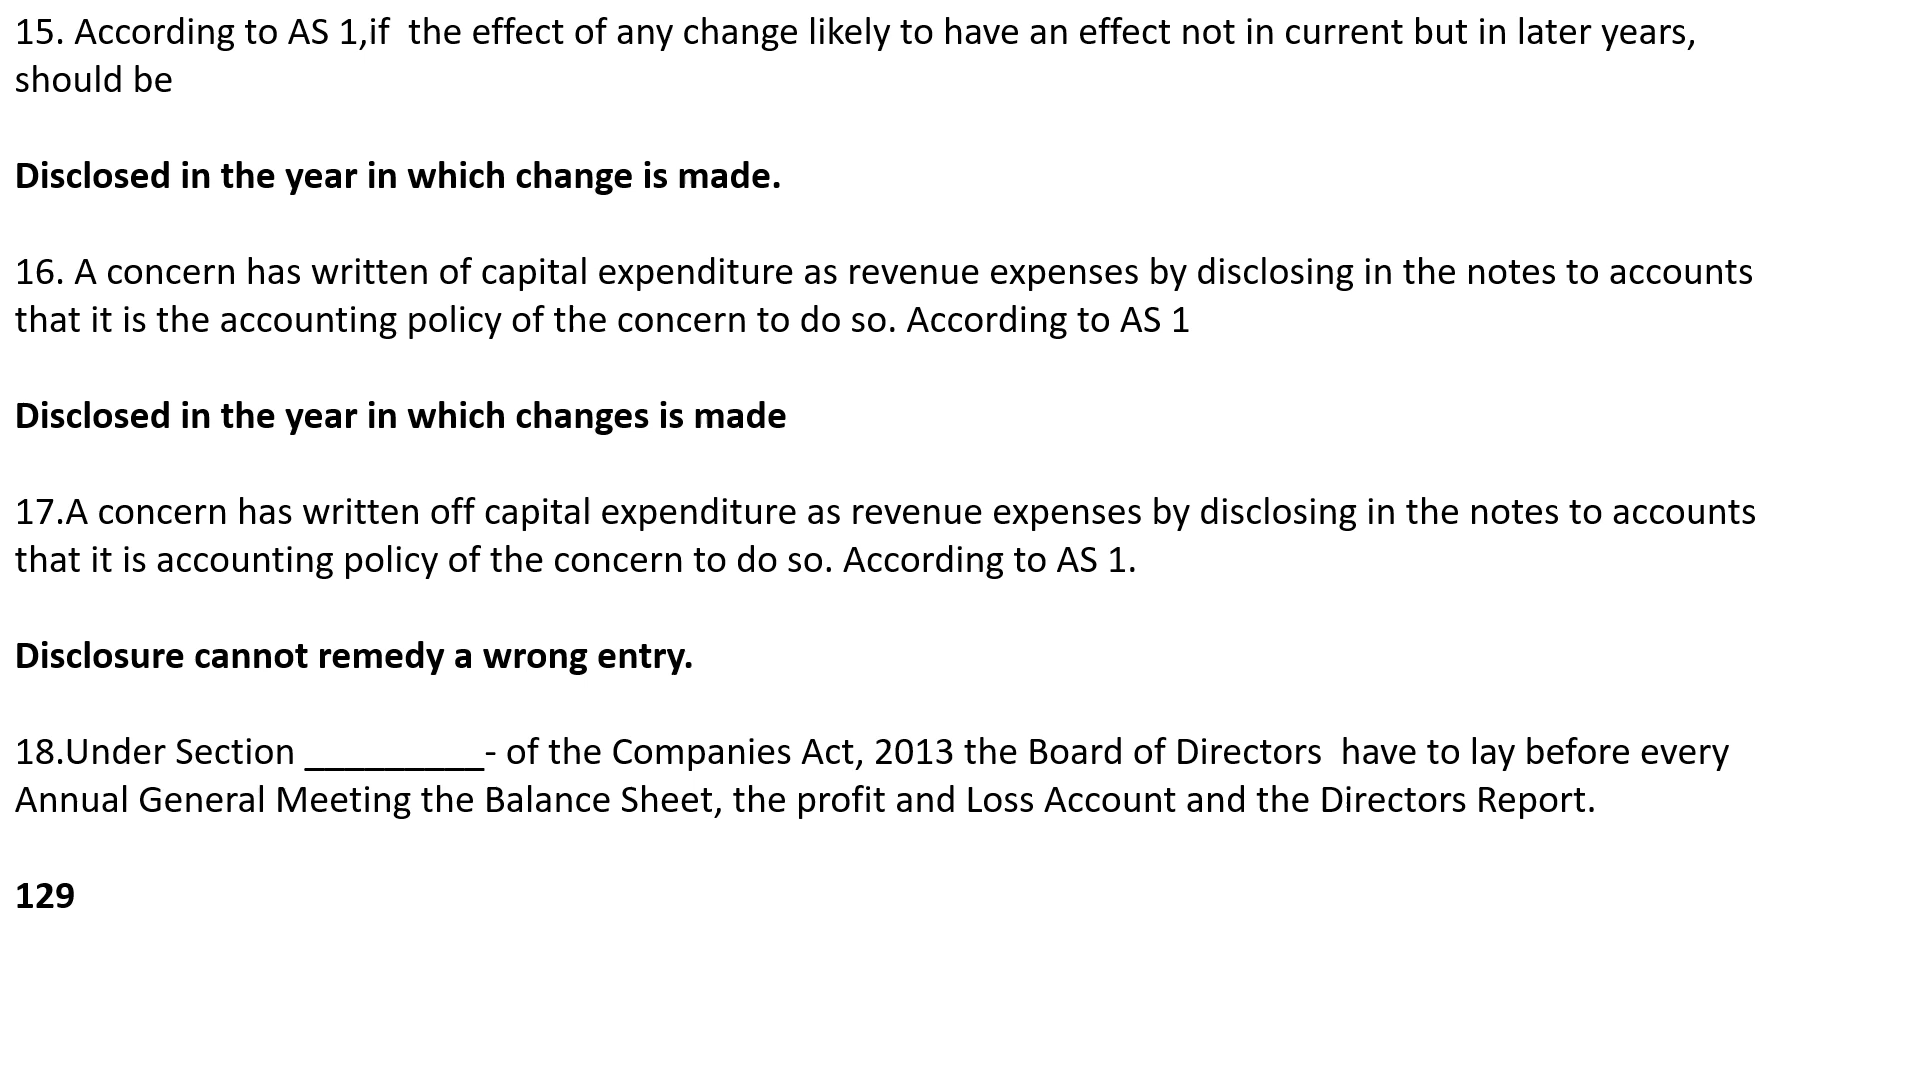 15. According to AS 1,if  the effect of any change likely to have an effect not in current but in later years,
should be
Disclosed in the year in which change is made.
16. A concern has written of capital expenditure as revenue expenses by disclosing in the notes to accounts
that it is the accounting policy of the concern to do so. According to AS 1
Disclosed in the year in which changes is made
17.A concern has written off capital expenditure as revenue expenses by disclosing in the notes to accounts
that it is accounting policy of the concern to do so. According to AS 1.
Disclosure cannot remedy a wrong entry.
18.Under Section _________- of the Companies Act, 2013 the Board of Directors  have to lay before every
Annual General Meeting the Balance Sheet, the profit and Loss Account and the Directors Report.
129